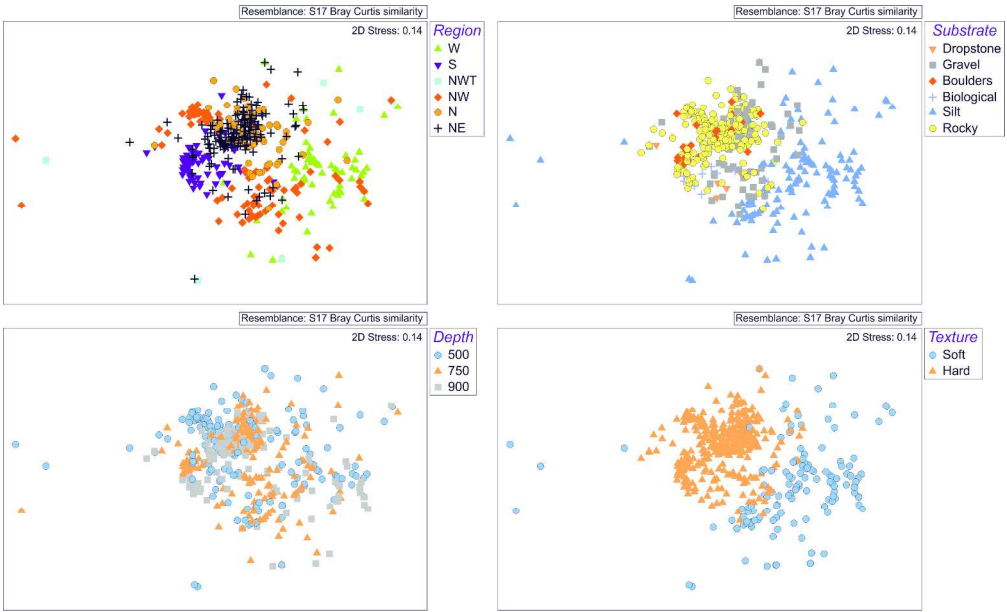 Resemblance: S17 Bray Curtis similarity
2D Stress: 0.14
Region
W
S
NWT
NW
N
NE
Resemblance: S17 Bray Curtis similarity
2D Stress: 0.14
Substrate
Dropstone
Gravel
Boulders
Biological
Silt
Rocky
Resemblance: S17 Bray Curtis similarity
2D Stress: 0.14
Depth
500
750
900
Resemblance: S17 Bray Curtis similarity
2D Stress: 0.14
Texture
Soft
Hard